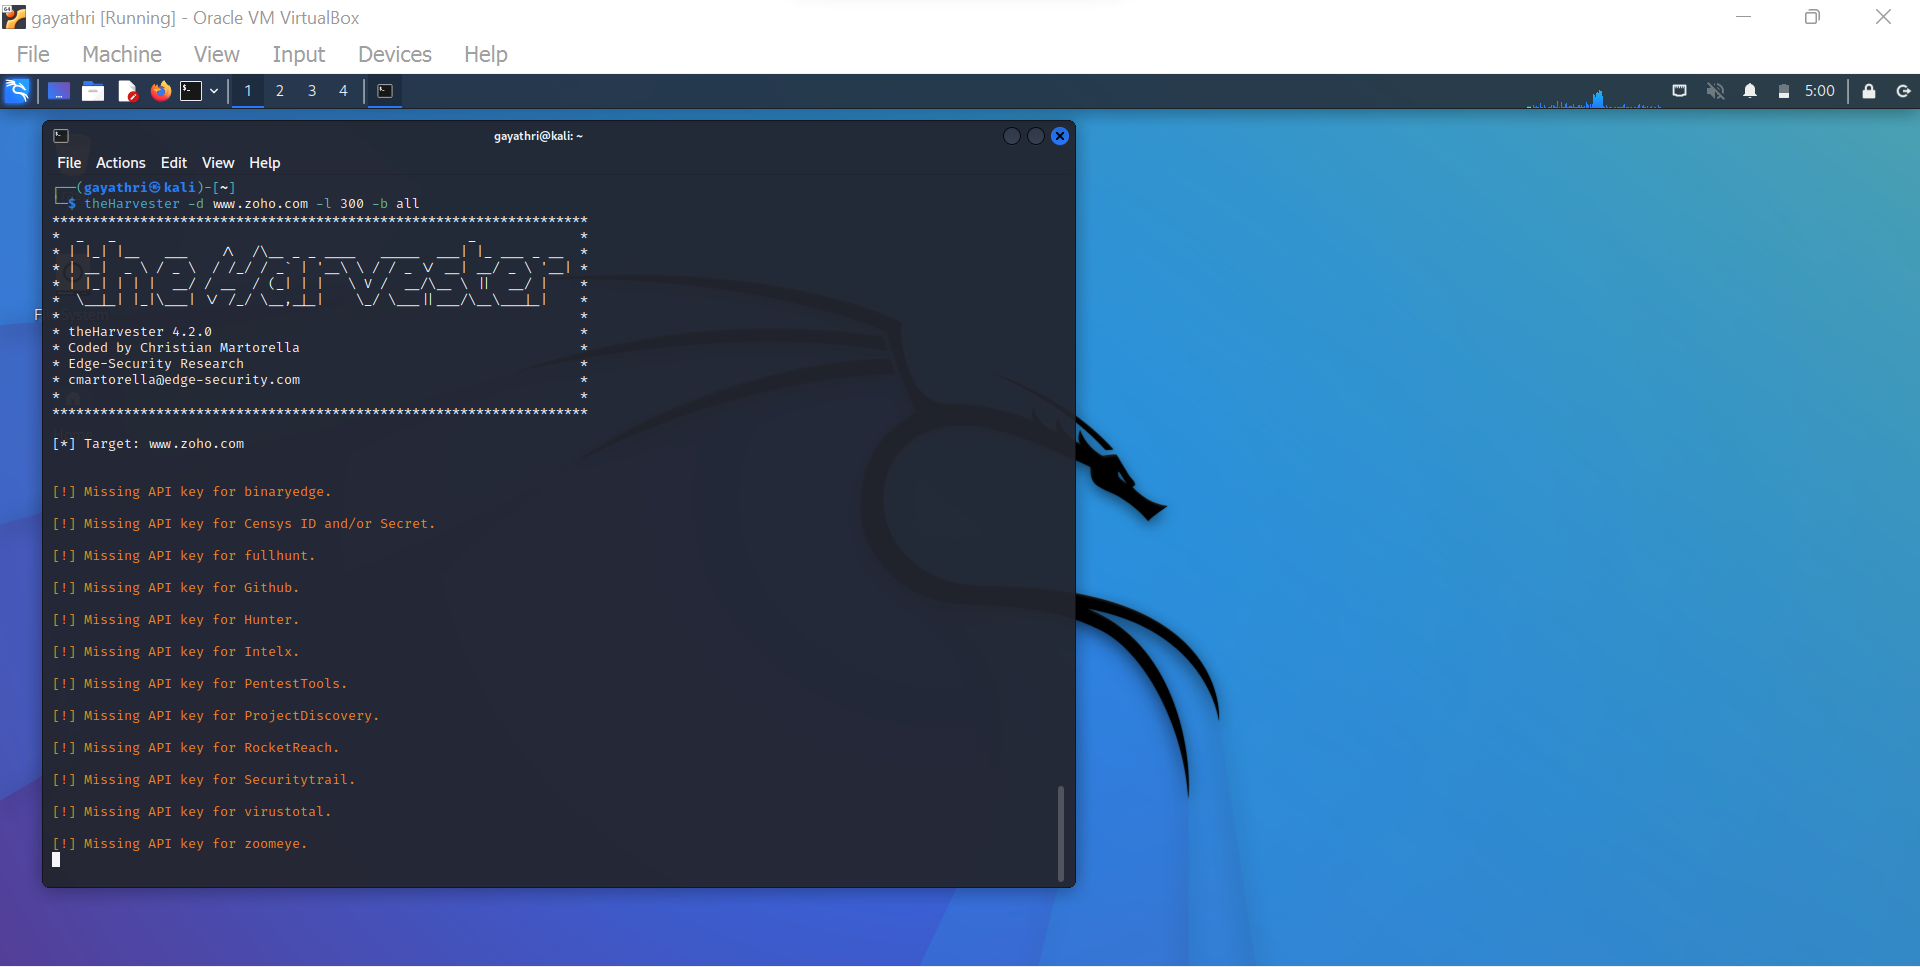 gayathri [Running] - Oracle VM VirtualBox
File Machine View Input Devices Help
1 2 3 4 5:00
gayathri@kali: ~
File Actions Edit View Help
┌──(gayathri㉿kali)-[~]
└─$ theHarvester -d www.zoho.com -l 300 -b all
*******************************************************************
theHarvester
* theHarvester 4.2.0 *
* Coded by Christian Martorella *
* Edge-Security Research *
* cmartorella@edge-security.com *
* *
*******************************************************************
[*] Target: www.zoho.com
[!] Missing API key for binaryedge.
[!] Missing API key for Censys ID and/or Secret.
[!] Missing API key for fullhunt.
[!] Missing API key for Github.
[!] Missing API key for Hunter.
[!] Missing API key for Intelx.
[!] Missing API key for PentestTools.
[!] Missing API key for ProjectDiscovery.
[!] Missing API key for RocketReach.
[!] Missing API key for Securitytrail.
[!] Missing API key for virustotal.
[!] Missing API key for zoomeye.